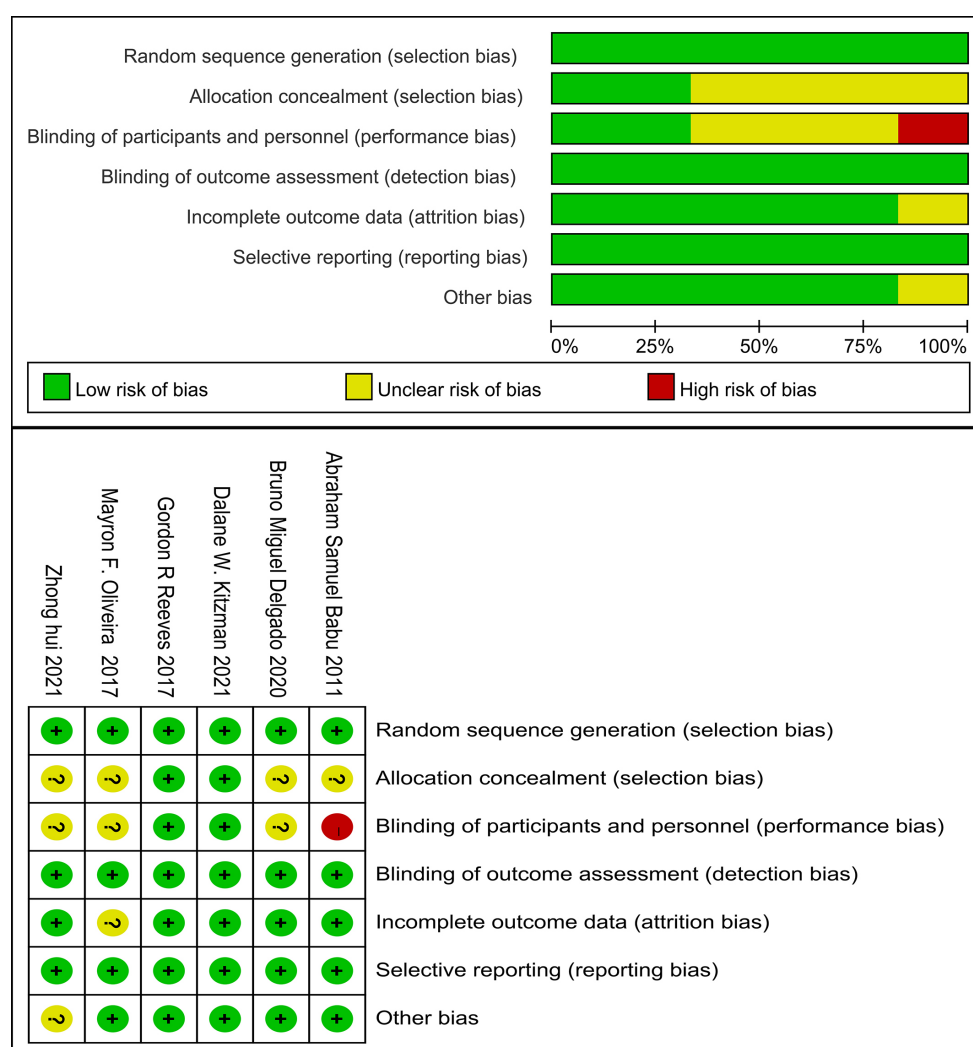 Random sequence generation (selection bias)
Allocation concealment (selection bias)
Blinding of participants and personnel (performance bias)
Blinding of outcome assessment (detection bias)
Incomplete outcome data (attrition bias)
Selective reporting (reporting bias)
Other bias
0% 25% 50% 75% 100%
Low risk of bias Unclear risk of bias High risk of bias
Zhong hui 2021
Mayron F. Oliveira 2017
Gordon R Reeves 2017
Dalane W. Kitzman 2021
Bruno Miguel Delgado 2020
Abraham Samuel Babu 2011
+ + + + + + Random sequence generation (selection bias)
? ? + + ? ? Allocation concealment (selection bias)
? ? + + ? – Blinding of participants and personnel (performance bias)
+ + + + + + Blinding of outcome assessment (detection bias)
+ ? + + + + Incomplete outcome data (attrition bias)
+ + + + + + Selective reporting (reporting bias)
? + + + + + Other bias